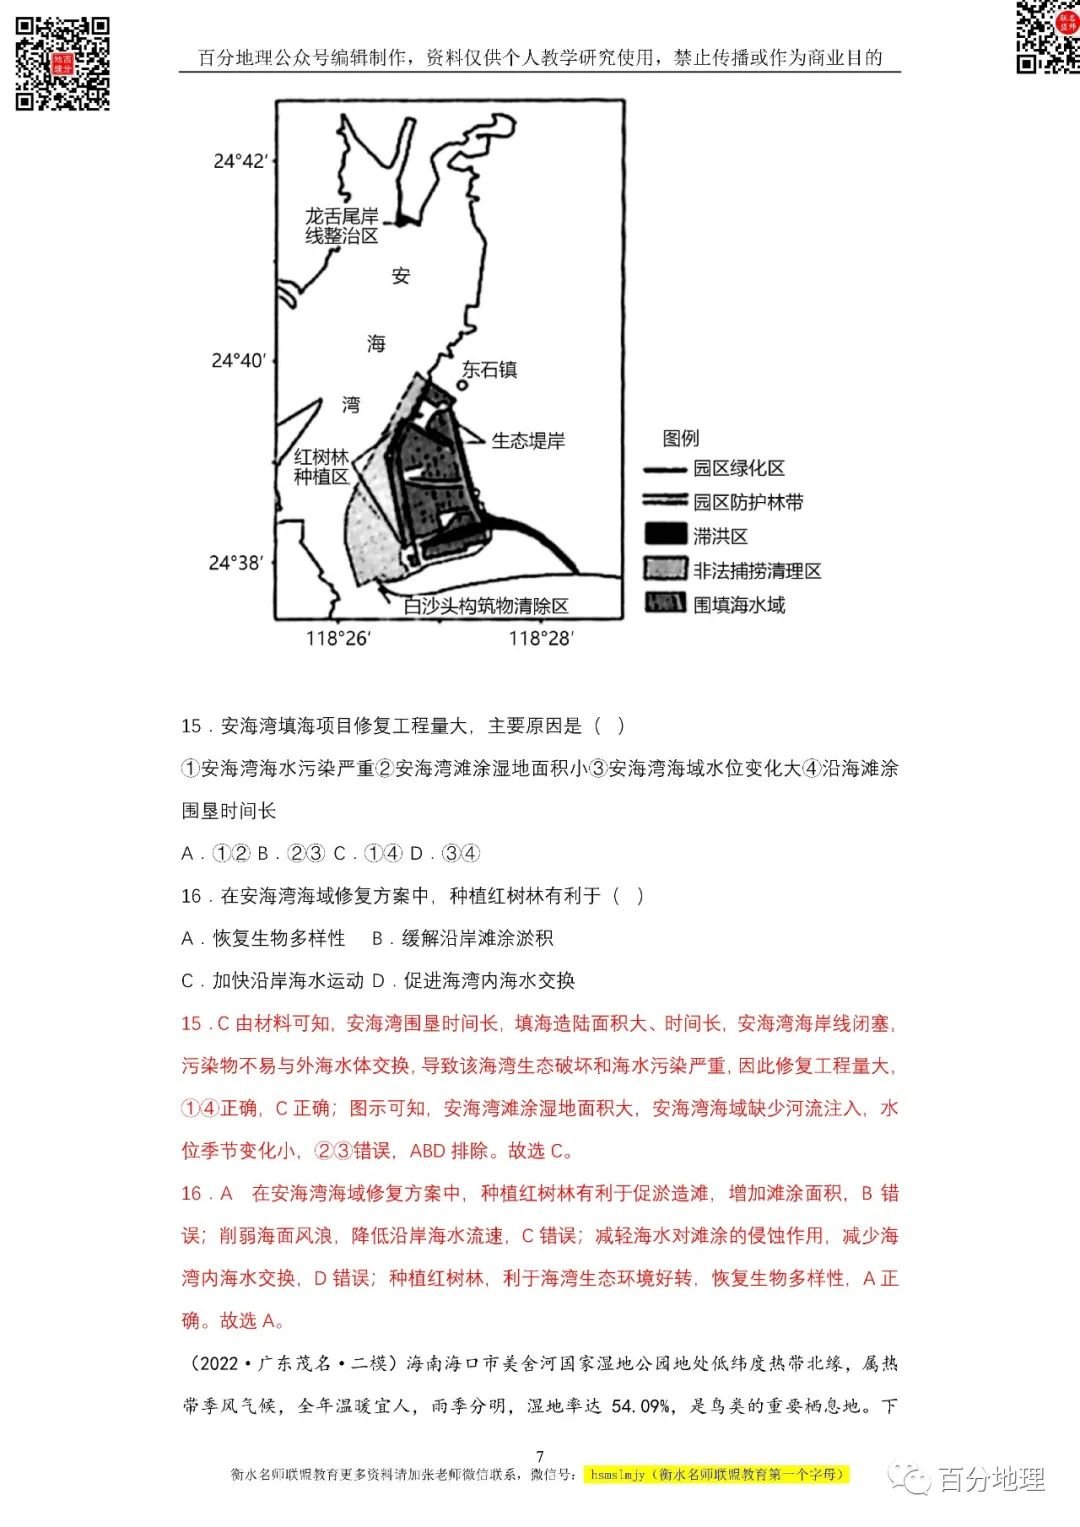 百分地理公众号编辑制作，资料仅供个人教学研究使用，禁止传播或作为商业目的
24°42′
龙舌尾岸
线整治区
安
海
24°40′
东石镇
湾
生态堤岸
红树林
种植区
24°38′
白沙头构筑物清除区
118°26′
118°28′
图例
园区绿化区
园区防护林带
滞洪区
非法捕捞清理区
围填海水域
15．安海湾填海项目修复工程量大，主要原因是（ ）
①安海湾海水污染严重②安海湾滩涂湿地面积小③安海湾海域水位变化大④沿海滩涂
围垦时间长
A．①② B．②③ C．①④ D．③④
16．在安海湾海域修复方案中，种植红树林有利于（ ）
A．恢复生物多样性 B．缓解沿岸滩涂淤积
C．加快沿岸海水运动 D．促进海湾内海水交换
15．C 由材料可知，安海湾围垦时间长，填海造陆面积大、时间长，安海湾海岸线闭塞，
污染物不易与外海水体交换，导致该海湾生态破坏和海水污染严重，因此修复工程量大，
①④正确，C 正确；图示可知，安海湾滩涂湿地面积大，安海湾海域缺少河流注入，水
位季节变化小，②③错误，ABD 排除。故选 C。
16．A 在安海湾海域修复方案中，种植红树林有利于促淤造滩，增加滩涂面积，B 错
误；削弱海面风浪，降低沿岸海水流速，C 错误；减轻海水对滩涂的侵蚀作用，减少海
湾内海水交换，D 错误；种植红树林，利于海湾生态环境好转，恢复生物多样性，A 正
确。故选 A。
（2022·广东茂名·二模）海南海口市美舍河国家湿地公园地处低纬度热带北缘，属热
带季风气候，全年温暖宜人，雨季分明，湿地率达 54.09%，是鸟类的重要栖息地。下
7
衡水名师联盟教育更多资料请加张老师微信联系，微信号： hsmslmjy（衡水名师联盟教育第一个字母）
百分地理